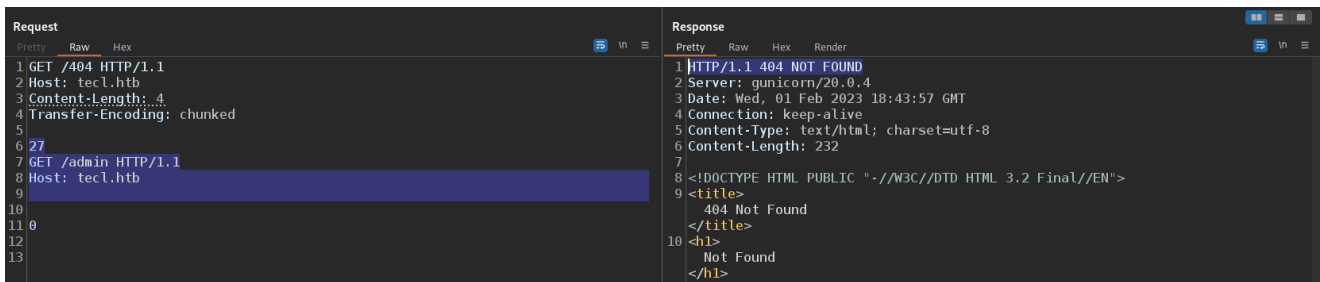 Request
Pretty Raw Hex
\n
1 GET /404 HTTP/1.1
2 Host: tecl.htb
3 Content-Length: 4
4 Transfer-Encoding: chunked
5
6 27
7 GET /admin HTTP/1.1
8 Host: tecl.htb
9
10
11 0
12
13
Response
Pretty Raw Hex Render
\n
1 HTTP/1.1 404 NOT FOUND
2 Server: gunicorn/20.0.4
3 Date: Wed, 01 Feb 2023 18:43:57 GMT
4 Connection: keep-alive
5 Content-Type: text/html; charset=utf-8
6 Content-Length: 232
7
8 <!DOCTYPE HTML PUBLIC "-//W3C//DTD HTML 3.2 Final//EN">
9 <title>
404 Not Found
</title>
10 <h1>
Not Found
</h1>